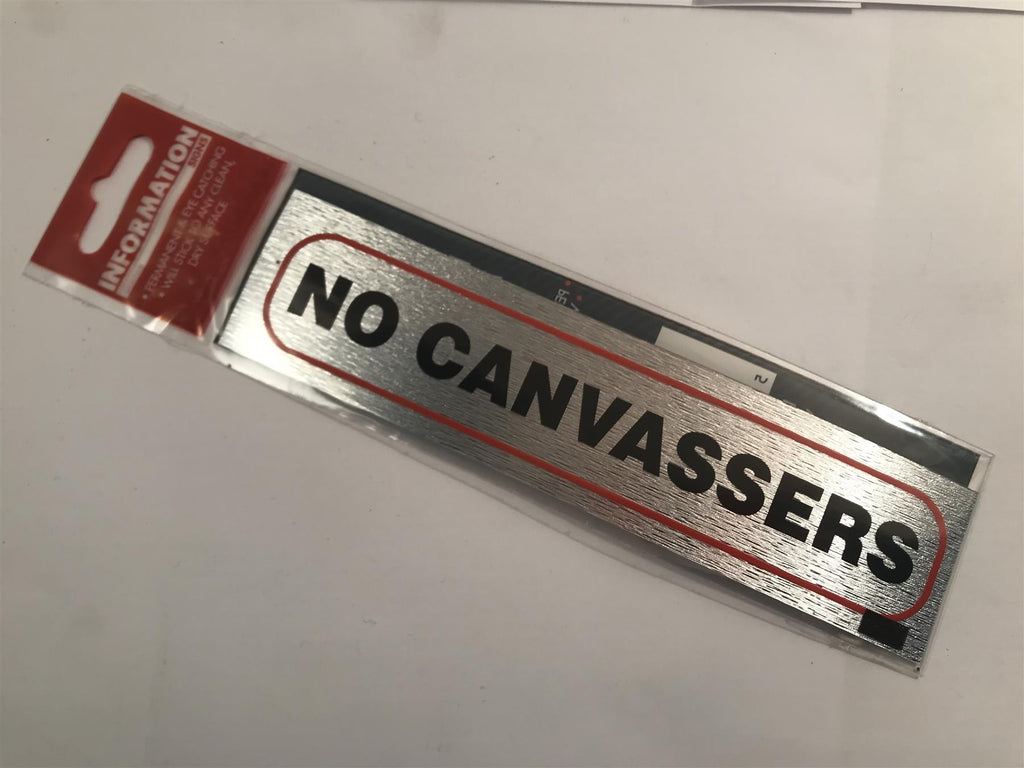 INFORMATION
SIGNS
• PERMANENT & EYE CATCHING
• WILL STICK TO ANY CLEAN,
DRY SURFACE
NO CANVASSERS